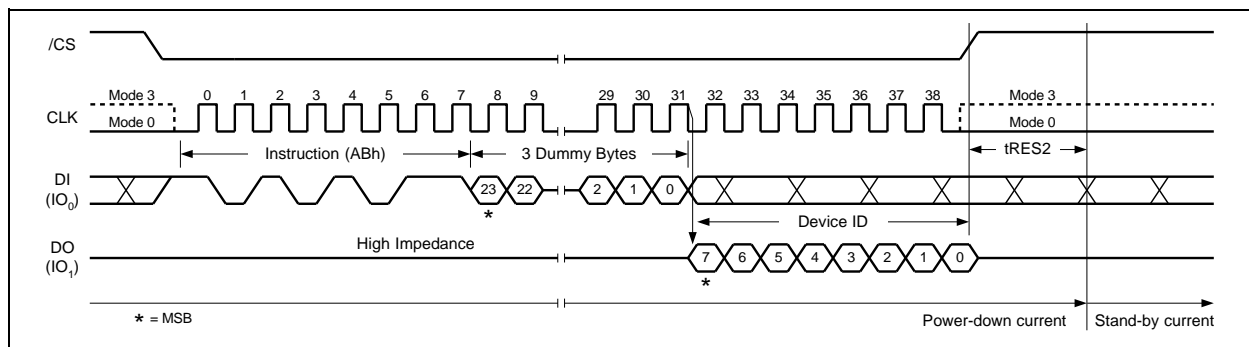 /CS
Mode 3 0 1 2 3 4 5 6 7 8 9 29 30 31 32 33 34 35 36 37 38 Mode 3
CLK
Mode 0 Mode 0
Instruction (ABh) 3 Dummy Bytes tRES2
DI
(IO0)
23 22 2 1 0
*
Device ID
High Impedance
DO
(IO1)
7 6 5 4 3 2 1 0
*
* = MSB
Power-down current Stand-by current